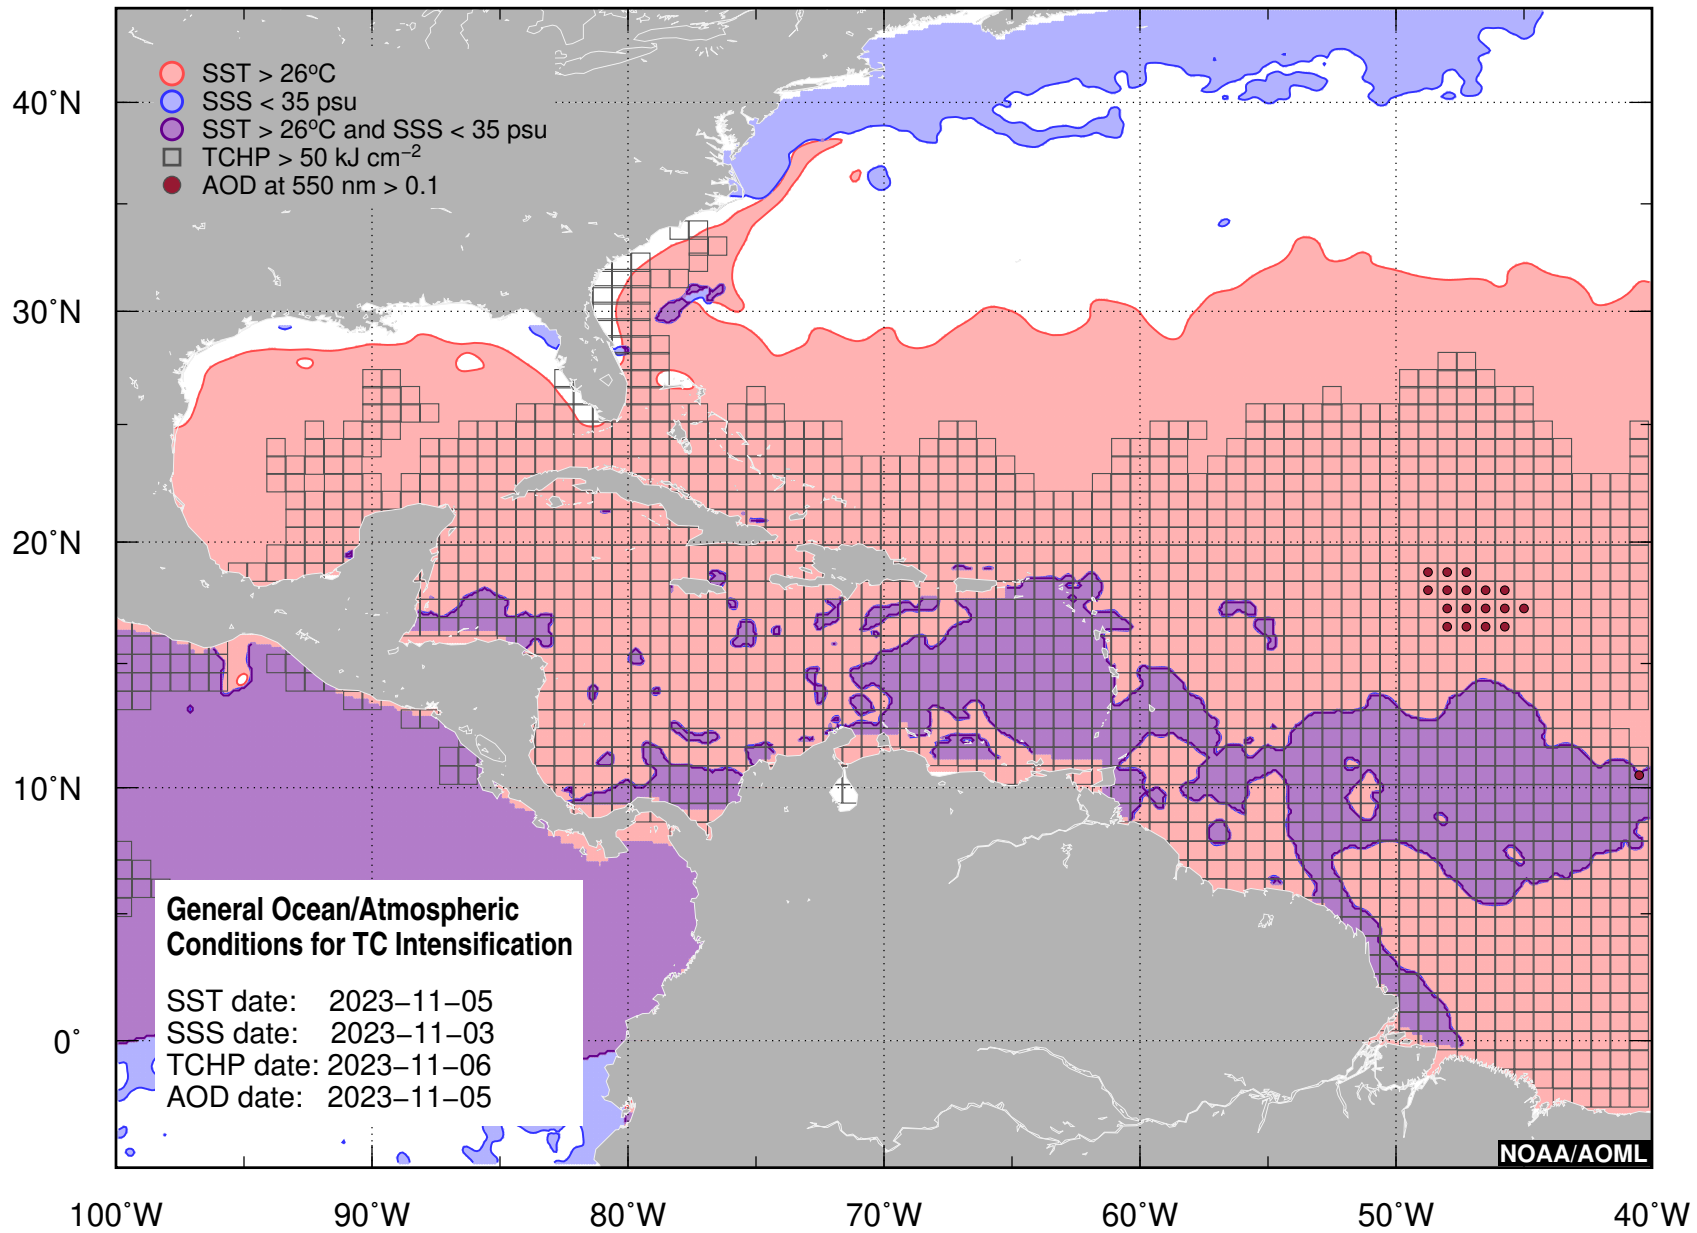 SST > 26ºC
40˚N
SSS < 35 psu
SST > 26ºC and SSS < 35 psu
TCHP > 50 kJ cm⁻²
AOD at 550 nm > 0.1
30˚N
20˚N
10˚N
General Ocean/Atmospheric
Conditions for TC Intensification
SST date: 2023−11−05
SSS date: 2023−11−03
0˚
TCHP date: 2023−11−06
AOD date: 2023−11−05
NOAA/AOML
100˚W 90˚W 80˚W 70˚W 60˚W 50˚W 40˚W